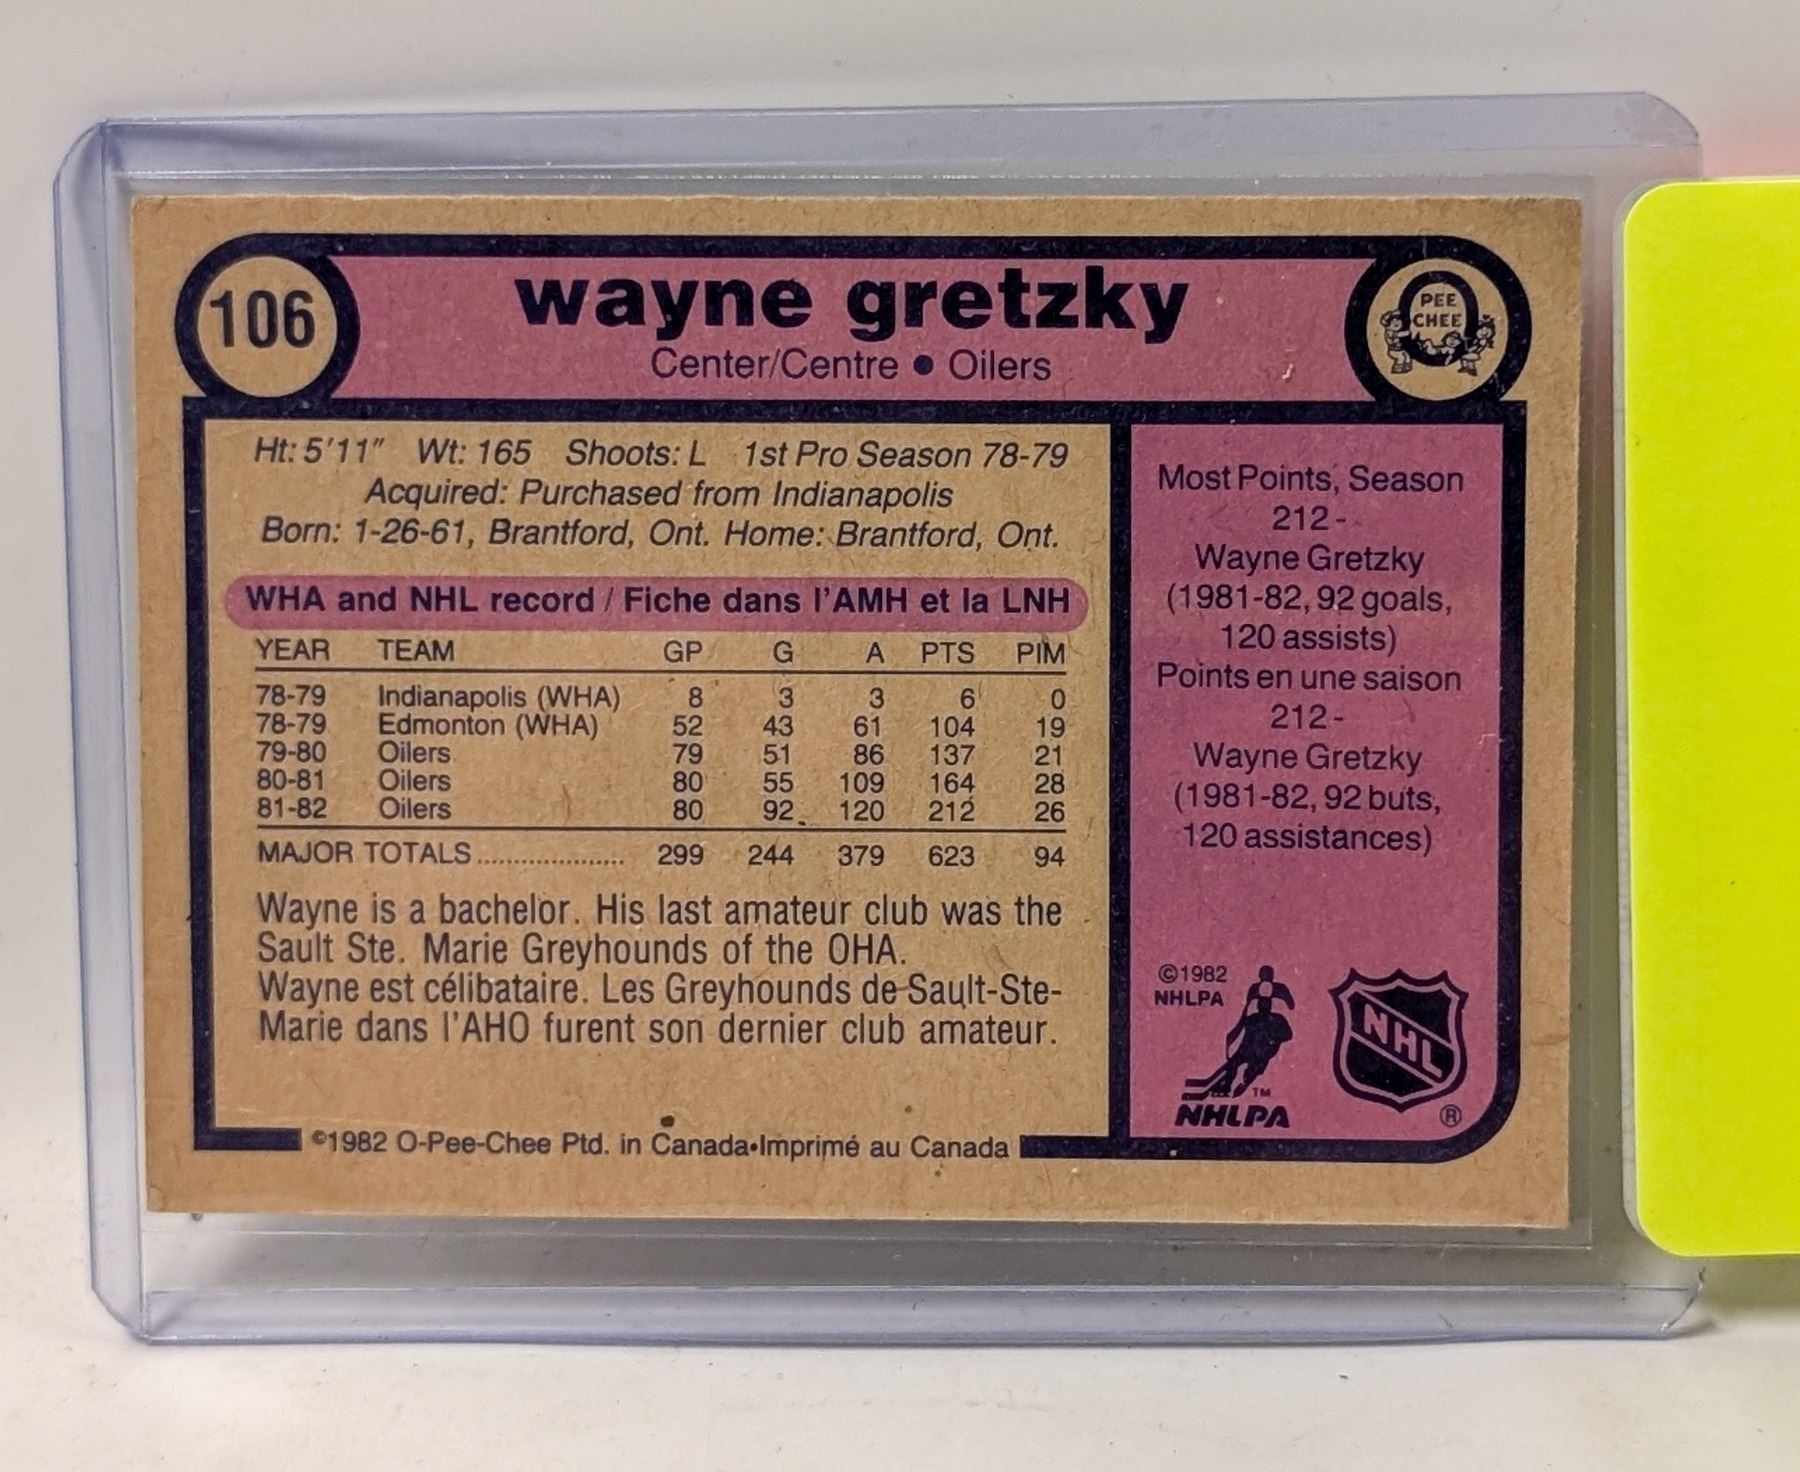 106
wayne gretzky
Center/Centre ● Oilers
O
PEE
CHEE
Ht: 5'11" Wt: 165 Shoots: L 1st Pro Season 78-79
Acquired: Purchased from Indianapolis
Born: 1-26-61, Brantford, Ont. Home: Brantford, Ont.
WHA and NHL record / Fiche dans l'AMH et la LNH
YEAR TEAM GP G A PTS PIM
78-79 Indianapolis (WHA) 8 3 3 6 0
78-79 Edmonton (WHA) 52 43 61 104 19
79-80 Oilers 79 51 86 137 21
80-81 Oilers 80 55 109 164 28
81-82 Oilers 80 92 120 212 26
MAJOR TOTALS..................... 299 244 379 623 94
Wayne is a bachelor. His last amateur club was the
Sault Ste. Marie Greyhounds of the OHA.
Wayne est célibataire. Les Greyhounds de Sault-Ste-
Marie dans l'AHO furent son dernier club amateur.
©1982 O-Pee-Chee Ptd. in Canada•Imprimé au Canada
Most Points, Season
212 -
Wayne Gretzky
(1981-82, 92 goals,
120 assists)
Points en une saison
212 -
Wayne Gretzky
(1981-82, 92 buts,
120 assistances)
©1982
NHLPA
TM
NHLPA
NHL
®